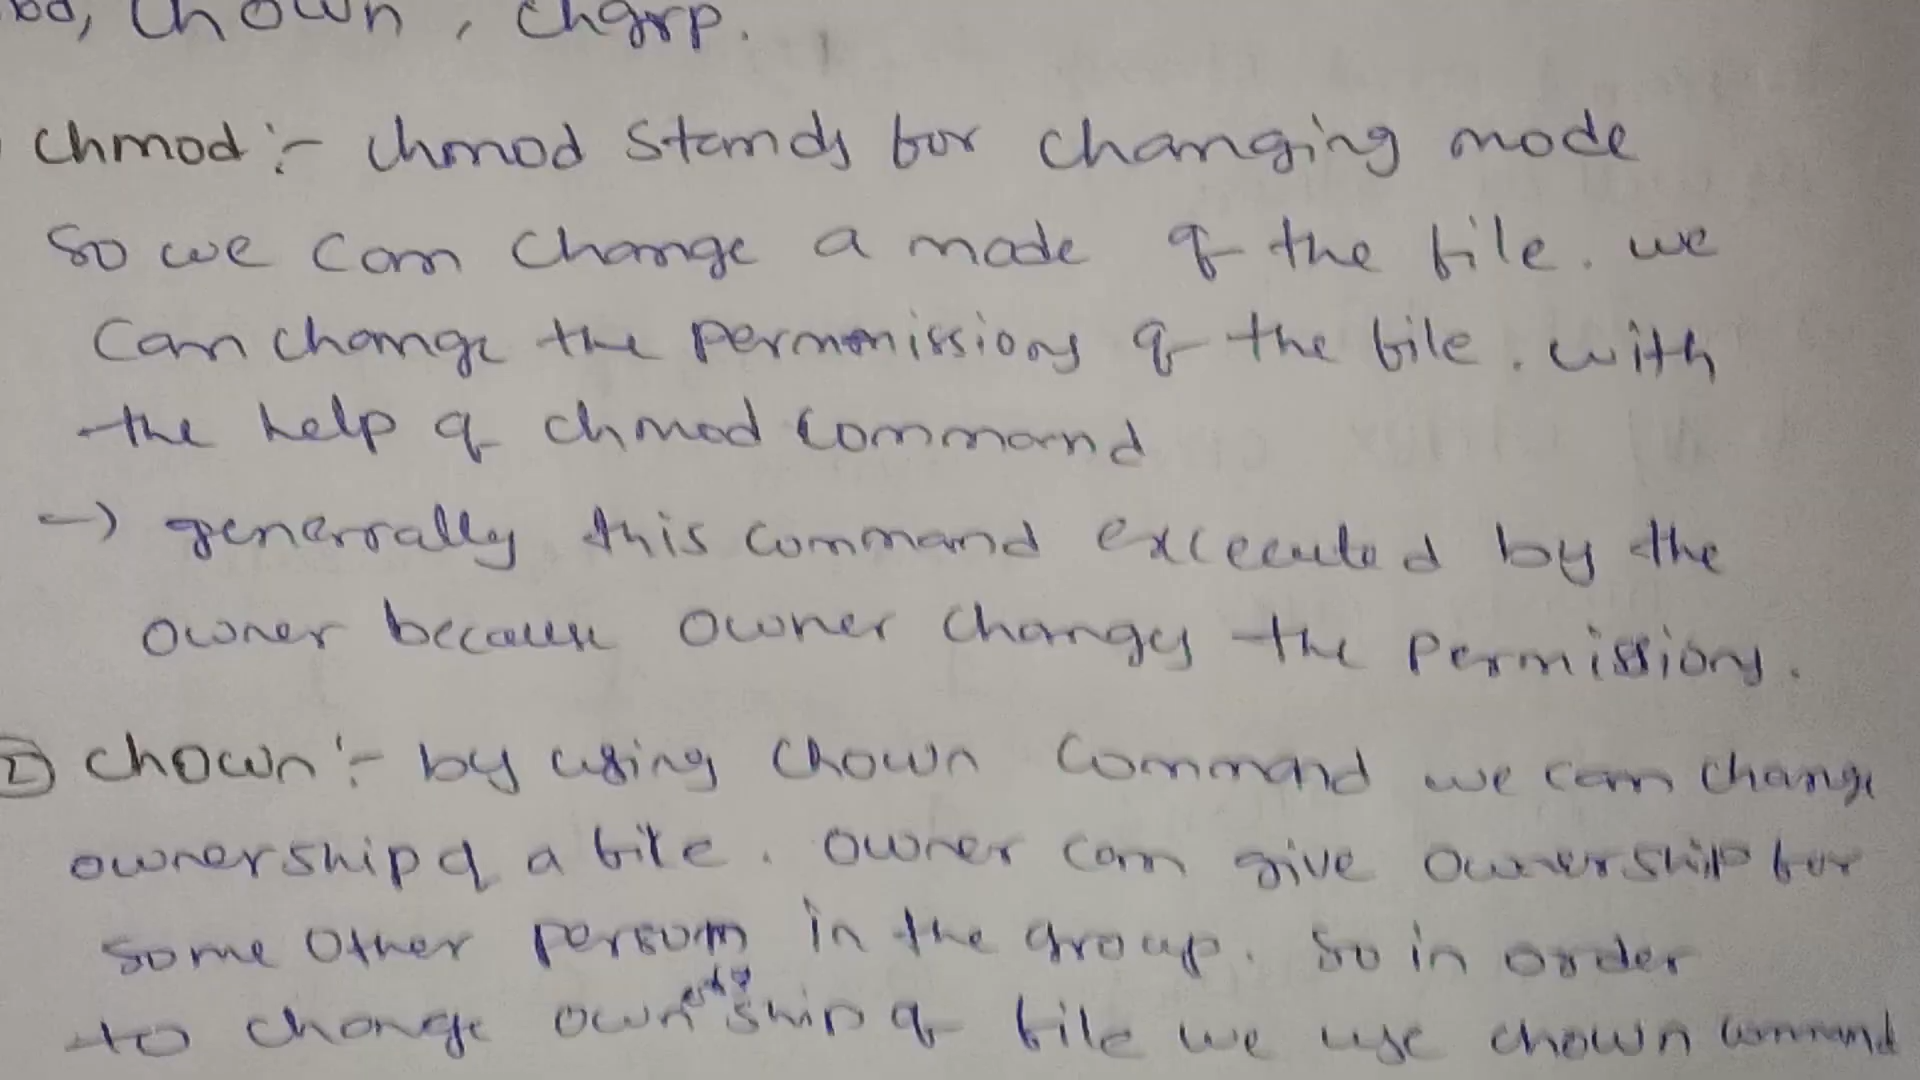 chown, chgrp.
chmod :- chmod stands for changing mode
So we can change a mode of the file. we
can change the permmissions of the file. with
the help of chmod command
-> generrally this command excecuted by the
owner because owner changes the permissions.
② chown :- by using chown command we can change
ownership of a file. owner can give ownership for
some other person in the group. So in order
to change ownership of file we use chown command